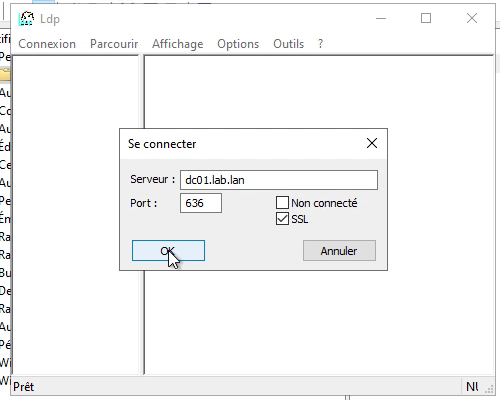 Ldp
Connexion Parcourir Affichage Options Outils ?
Se connecter
Serveur : dc01.lab.lan
Port : 636
Non connecté
SSL
OK Annuler
Prêt